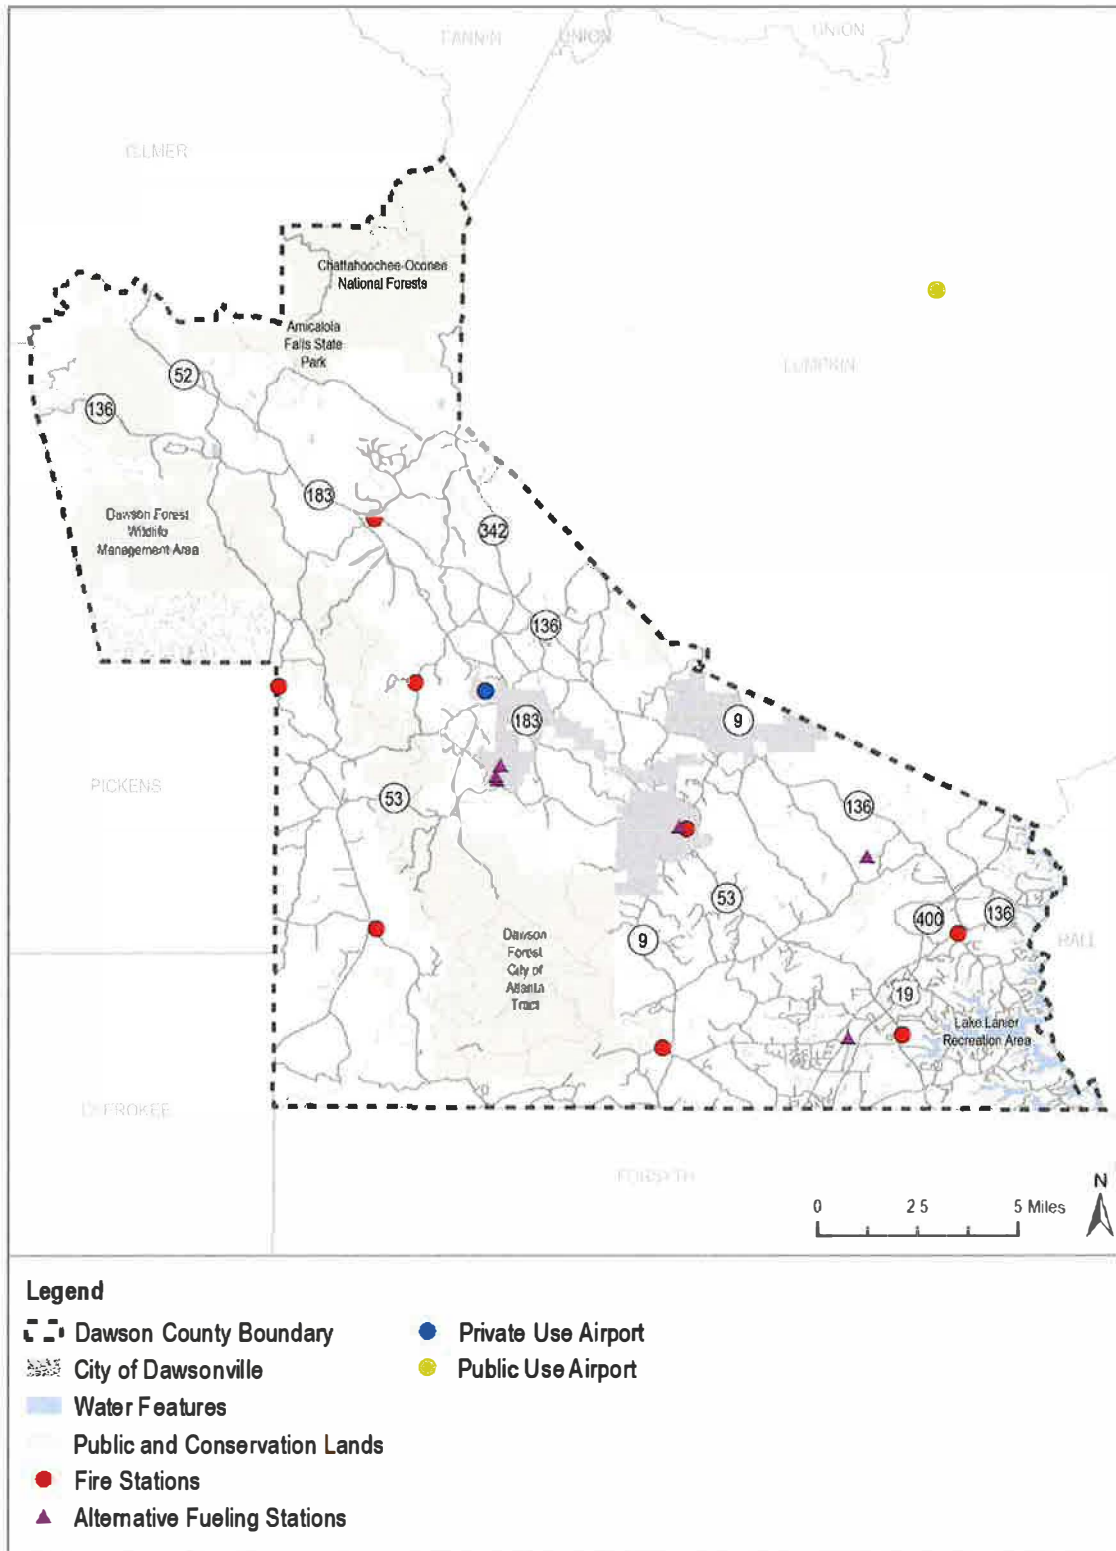 FANNIN
UNION
UNION
GILMER
Chattahoochee-Oconee
National Forests
Amicalola
Falls State
Park
LUMPKIN
52
136
183
Dawson Forest
Wildlife
Management Area
342
136
183
9
PICKENS
53
136
53
400
136
9
HALL
Dawson
Forest
City of
Atlanta
Tract
19
Lake Lanier
Recreation Area
CHEROKEE
FORSYTH
N
0 2.5 5 Miles
Legend
Dawson County Boundary
City of Dawsonville
Water Features
Public and Conservation Lands
Fire Stations
Alternative Fueling Stations
Private Use Airport
Public Use Airport